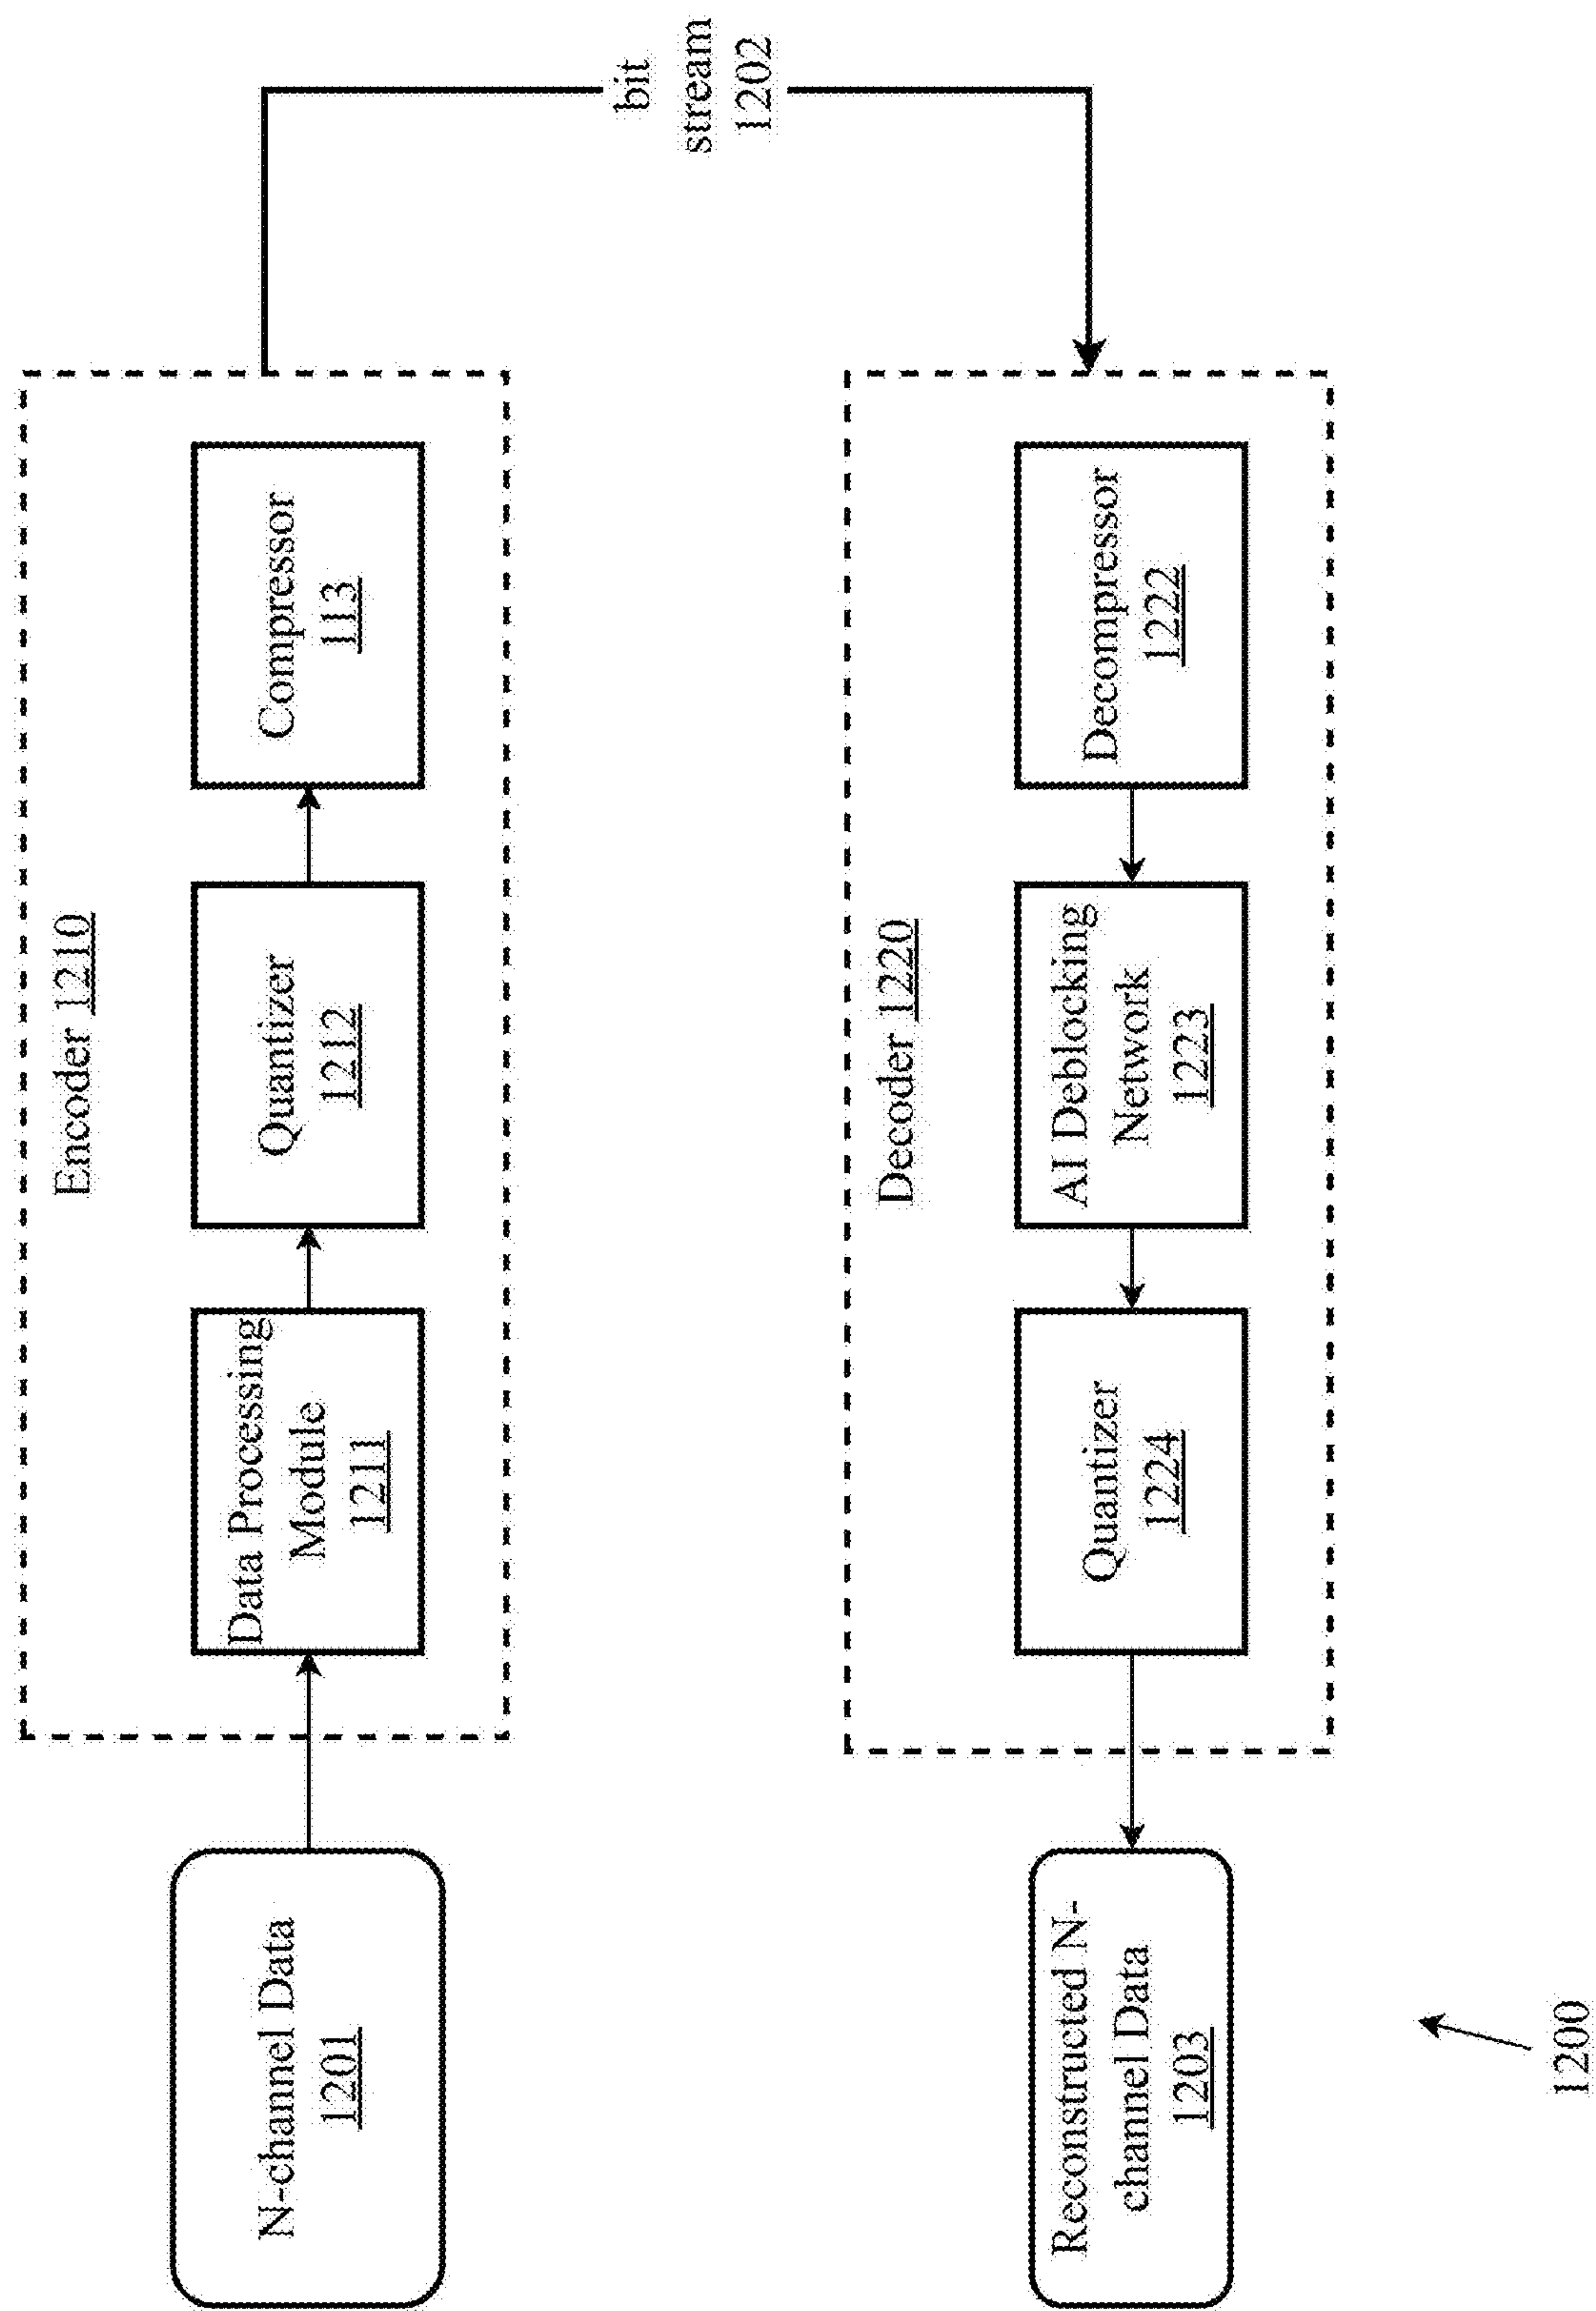 Encoder 1210
N-channel Data
1201
Data Processing
Module
1211
Quantizer
1212
Compressor
113
bit
stream
1202
Decoder 1220
Reconstructed N-
channel Data
1203
Quantizer
1224
AI Deblocking
Network
1223
Decompressor
1222
1200